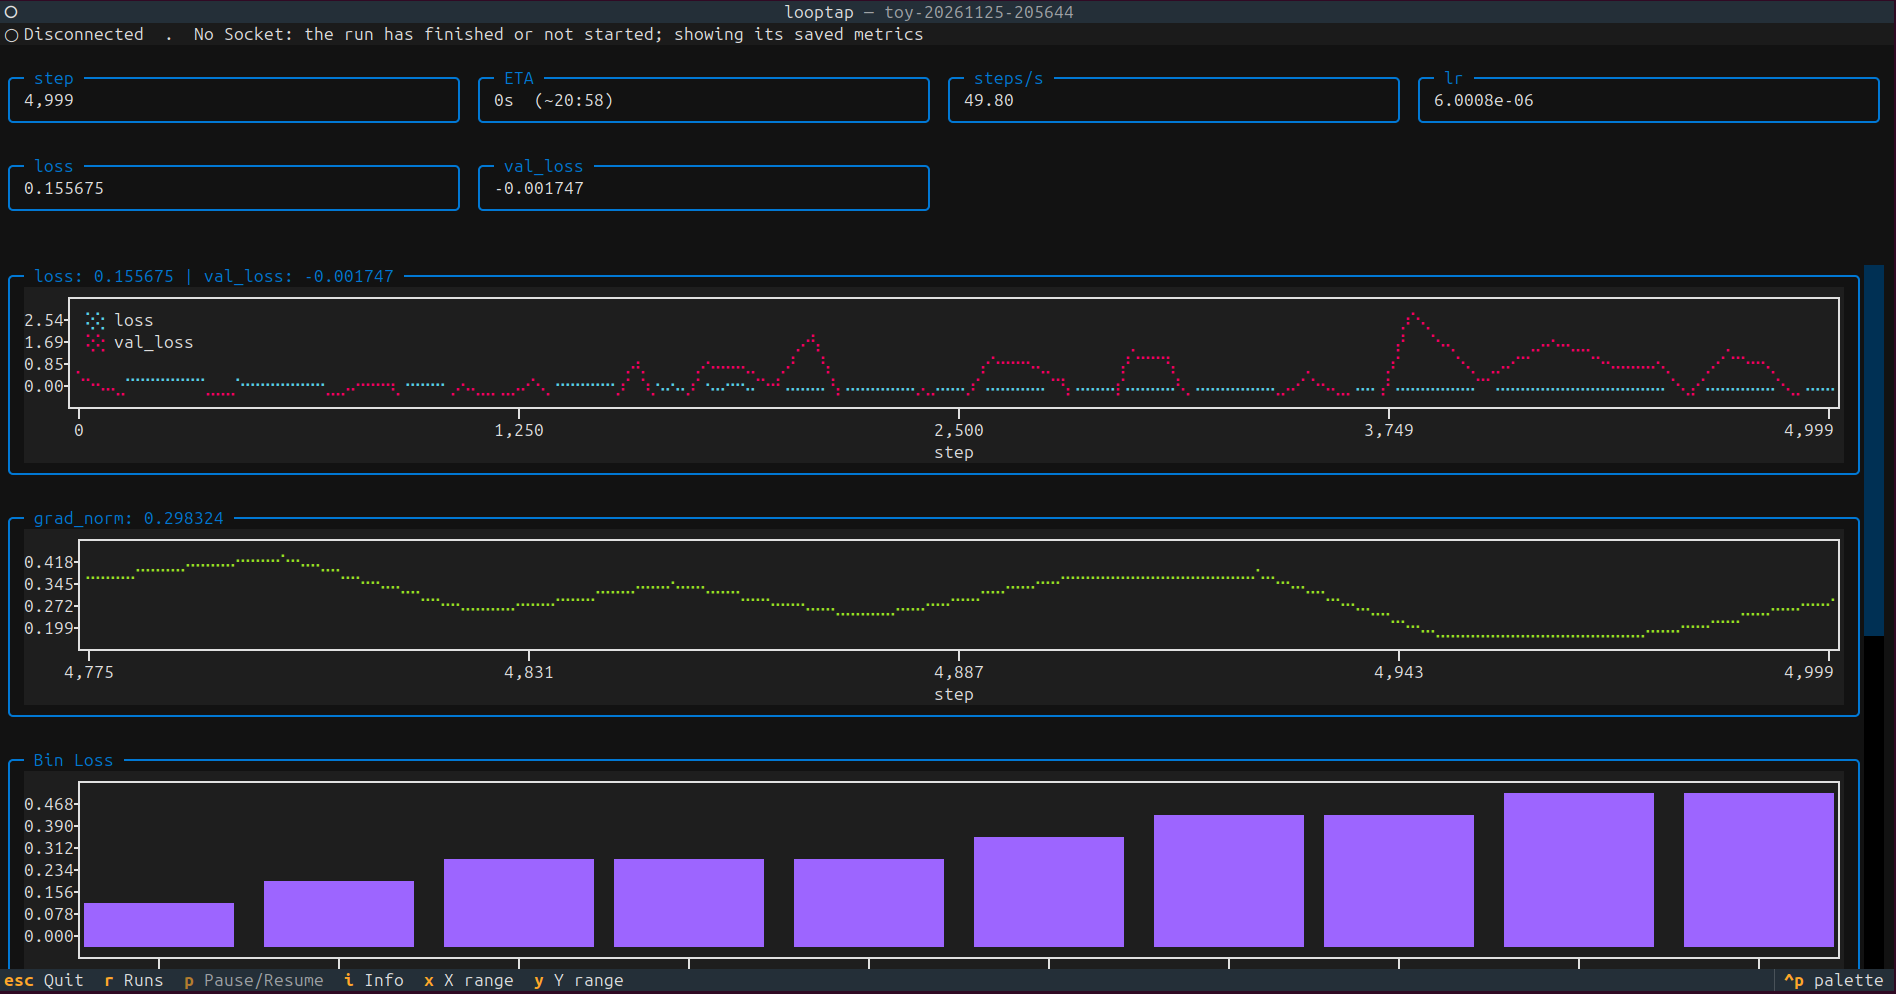 looptap — toy-20261125-205644
Disconnected . No Socket: the run has finished or not started; showing its saved metrics
step ETA steps/s lr
4,999 0s (~20:58) 49.80 6.0008e-06
loss val_loss
0.155675 -0.001747
loss: 0.155675 | val_loss: -0.001747
2.54 loss
1.69 val_loss
0.85
0.00
0 1,250 2,500 3,749 4,999
step
grad_norm: 0.298324
0.418
0.345
0.272
0.199
4,775 4,831 4,887 4,943 4,999
step
Bin Loss
0.468
0.390
0.312
0.234
0.156
0.078
0.000
esc Quit r Runs p Pause/Resume i Info x X range y Y range ^p palette